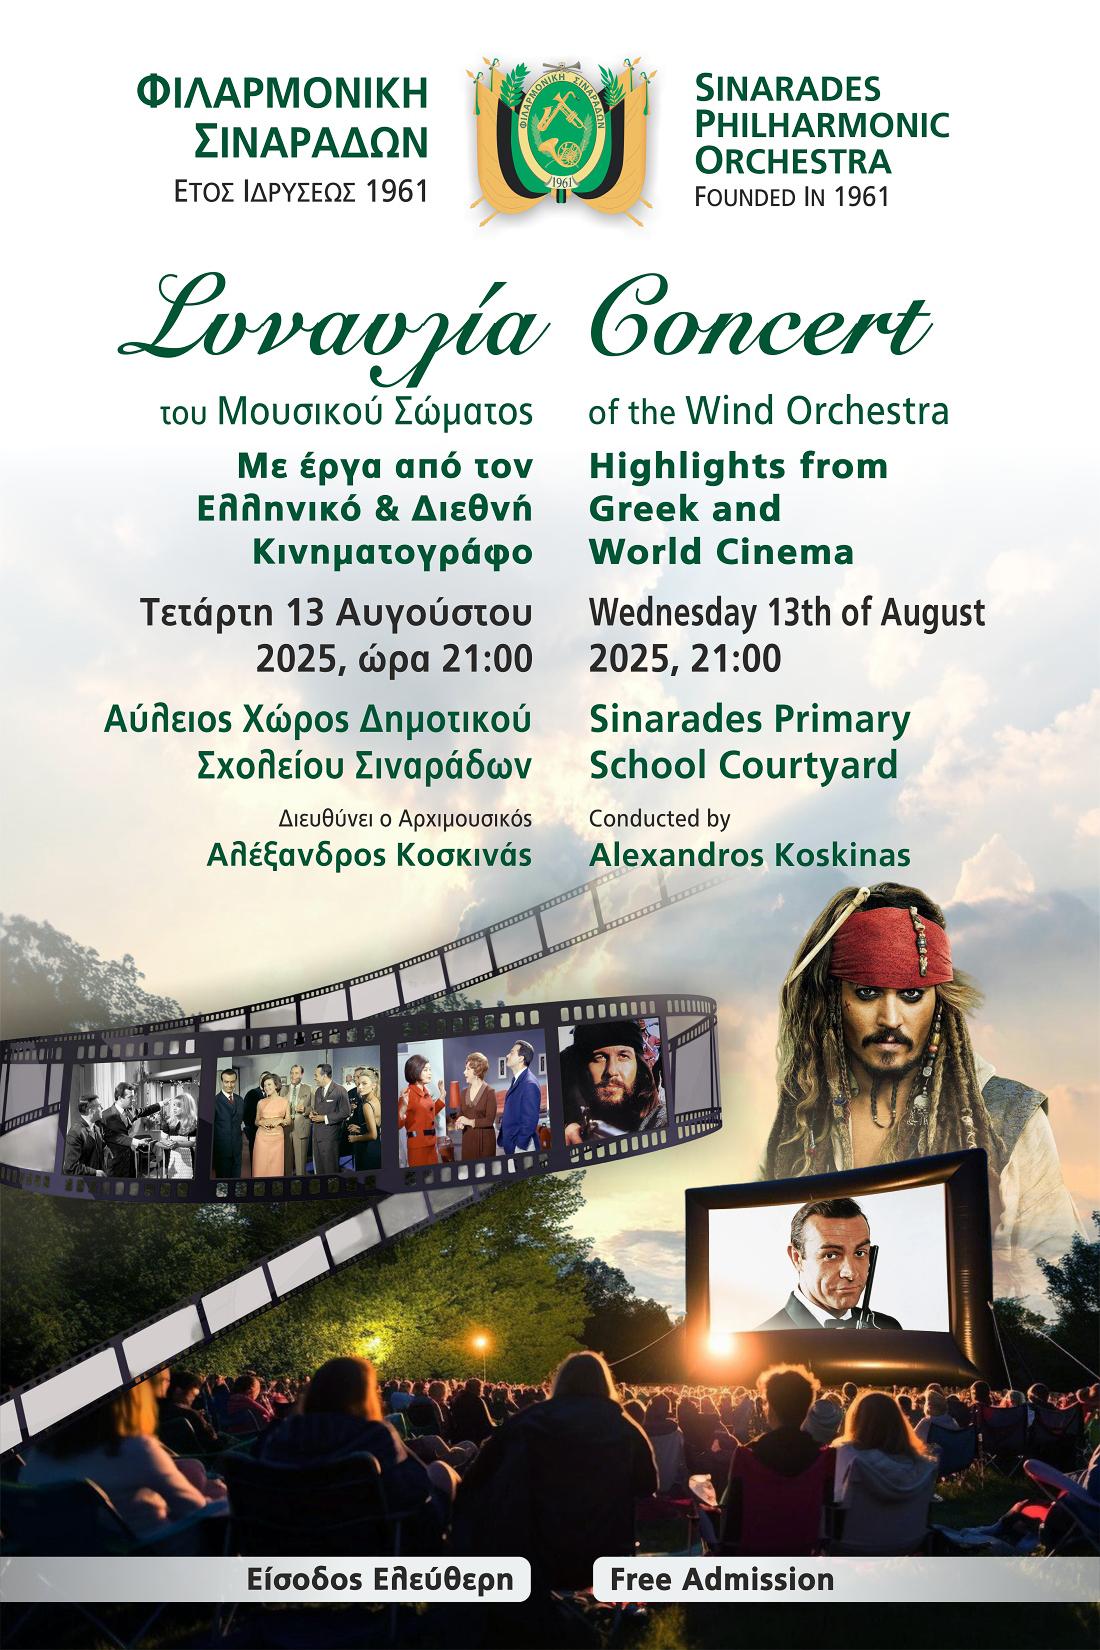 ΦΙΛΑΡΜΟΝΙΚΗ
ΣΙΝΑΡΑΔΩΝ
ΕΤΟΣ ΙΔΡΥΣΕΩΣ 1961
ΦΙΛΑΡΜΟΝΙΚΗ ΣΙΝΑΡΑΔΩΝ
1961
SINARADES
PHILHARMONIC
ORCHESTRA
FOUNDED IN 1961
Συναυλία
του Μουσικού Σώματος
Με έργα από τον
Ελληνικό & Διεθνή
Κινηματογράφο
Τετάρτη 13 Αυγούστου
2025, ώρα 21:00
Αύλειος Χώρος Δημοτικού
Σχολείου Σιναράδων
Διευθύνει ο Αρχιμουσικός
Αλέξανδρος Κοσκινάς
Concert
of the Wind Orchestra
Highlights from
Greek and
World Cinema
Wednesday 13th of August
2025, 21:00
Sinarades Primary
School Courtyard
Conducted by
Alexandros Koskinas
Είσοδος Ελεύθερη
Free Admission